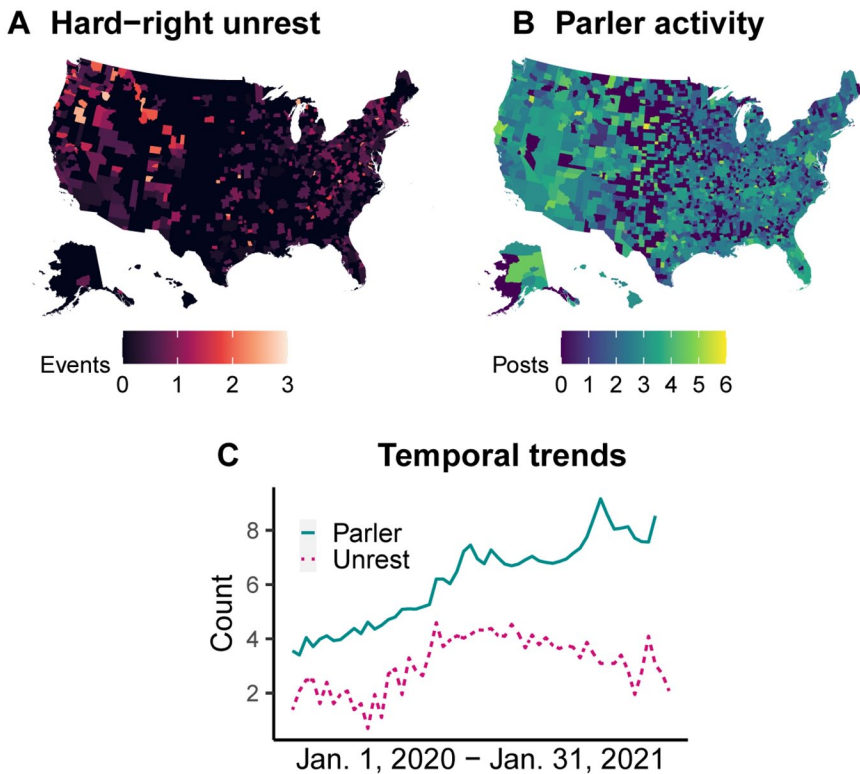 A Hard−right unrest
B Parler activity
Events
0 1 2 3
Posts
0 1 2 3 4 5 6
C Temporal trends
Parler
Unrest
Count
8
6
4
2
Jan. 1, 2020 − Jan. 31, 2021